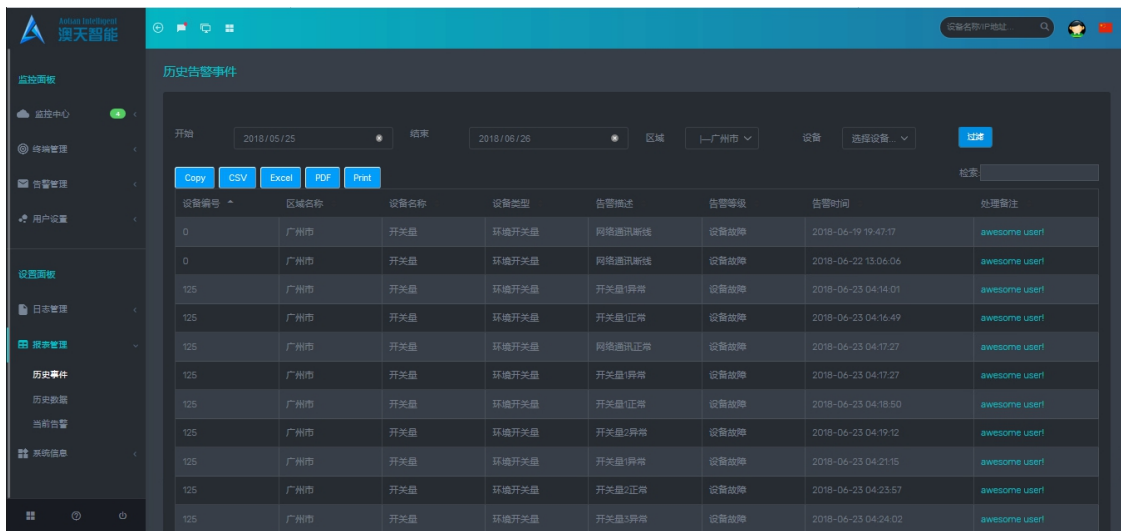 Aotian Intelligent
澳天智能
设备名称/IP地址...
监控面板
监控中心 4
终端管理
告警管理
用户设置
设置面板
日志管理
报表管理
历史事件
历史数据
当前告警
系统信息
历史告警事件
开始 2018/05/25 结束 2018/06/26 区域 |—广州市 设备 选择设备... 过滤
Copy CSV Excel PDF Print 检索
设备编号 区域名称 设备名称 设备类型 告警描述 告警等级 告警时间 处理备注
0 广州市 开关量 环境开关量 网络通讯断线 设备故障 2018-06-19 19:47:17 awesome user!
0 广州市 开关量 环境开关量 网络通讯断线 设备故障 2018-06-22 13:06:06 awesome user!
125 广州市 开关量 环境开关量 开关量1异常 设备故障 2018-06-23 04:14:01 awesome user!
125 广州市 开关量 环境开关量 开关量1正常 设备故障 2018-06-23 04:16:49 awesome user!
125 广州市 开关量 环境开关量 网络通讯正常 设备故障 2018-06-23 04:17:27 awesome user!
125 广州市 开关量 环境开关量 开关量1异常 设备故障 2018-06-23 04:17:27 awesome user!
125 广州市 开关量 环境开关量 开关量1正常 设备故障 2018-06-23 04:18:50 awesome user!
125 广州市 开关量 环境开关量 开关量2异常 设备故障 2018-06-23 04:19:12 awesome user!
125 广州市 开关量 环境开关量 开关量1异常 设备故障 2018-06-23 04:21:15 awesome user!
125 广州市 开关量 环境开关量 开关量2正常 设备故障 2018-06-23 04:23:57 awesome user!
125 广州市 开关量 环境开关量 开关量3异常 设备故障 2018-06-23 04:24:02 awesome user!